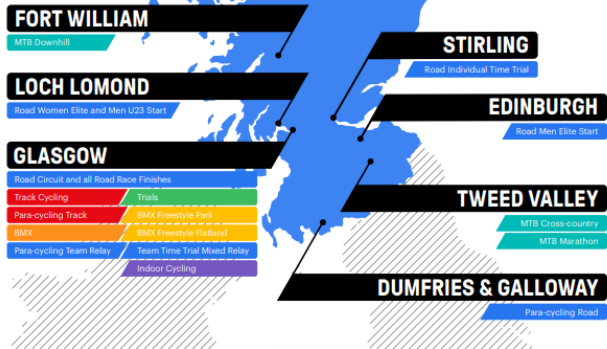 FORT WILLIAM
MTB Downhill
STIRLING
Road Individual Time Trial
LOCH LOMOND
Road Women Elite and Men U23 Start
EDINBURGH
Road Men Elite Start
GLASGOW
Road Circuit and all Road Race Finishes
Track Cycling
Trials
Para-cycling Track
BMX Freestyle Park
BMX
BMX Freestyle Flatland
Para-cycling Team Relay
Team Time Trial Mixed Relay
Indoor Cycling
TWEED VALLEY
MTB Cross-country
MTB Marathon
DUMFRIES & GALLOWAY
Para-cycling Road